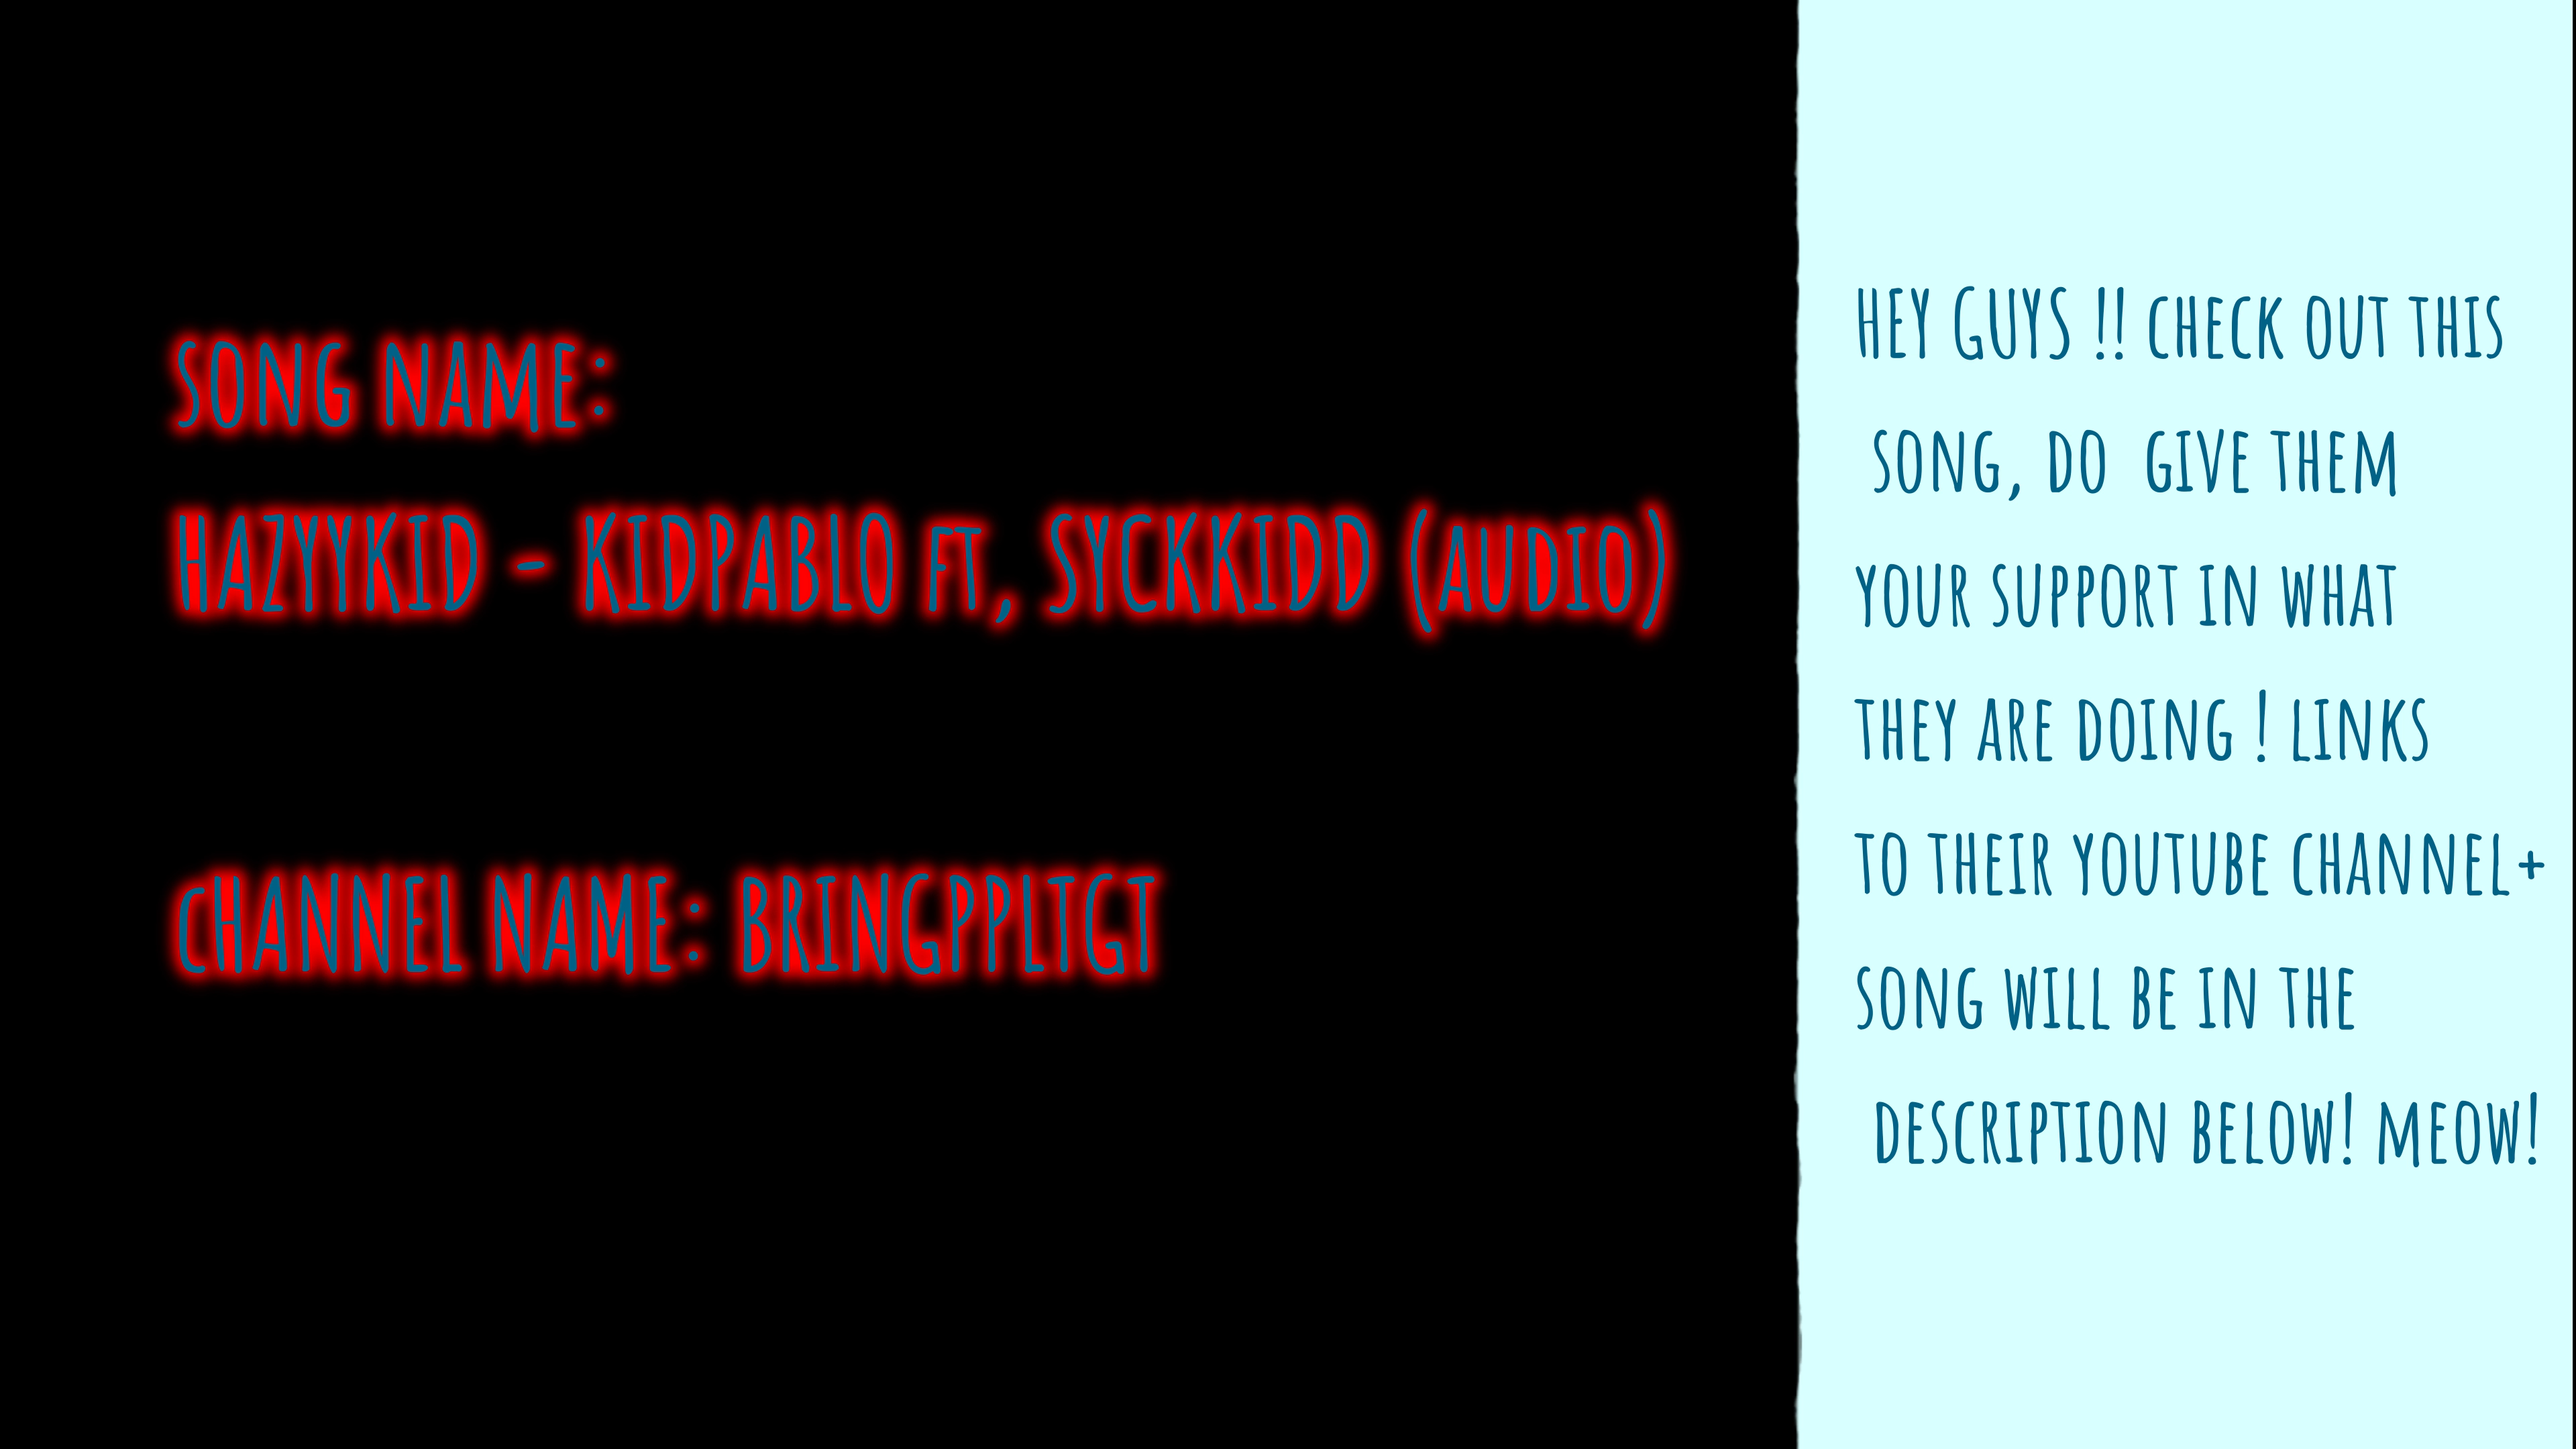 SONG NAME:
HAZYYKID - KIDPABLO FT, SYCKKIDD (AUDIO)
CHANNEL NAME: BRINGPPLTGT
HEY GUYS !! CHECK OUT THIS
SONG, DO GIVE THEM
YOUR SUPPORT IN WHAT
THEY ARE DOING ! LINKS
TO THEIR YOUTUBE CHANNEL+
SONG WILL BE IN THE
DESCRIPTION BELOW! MEOW!